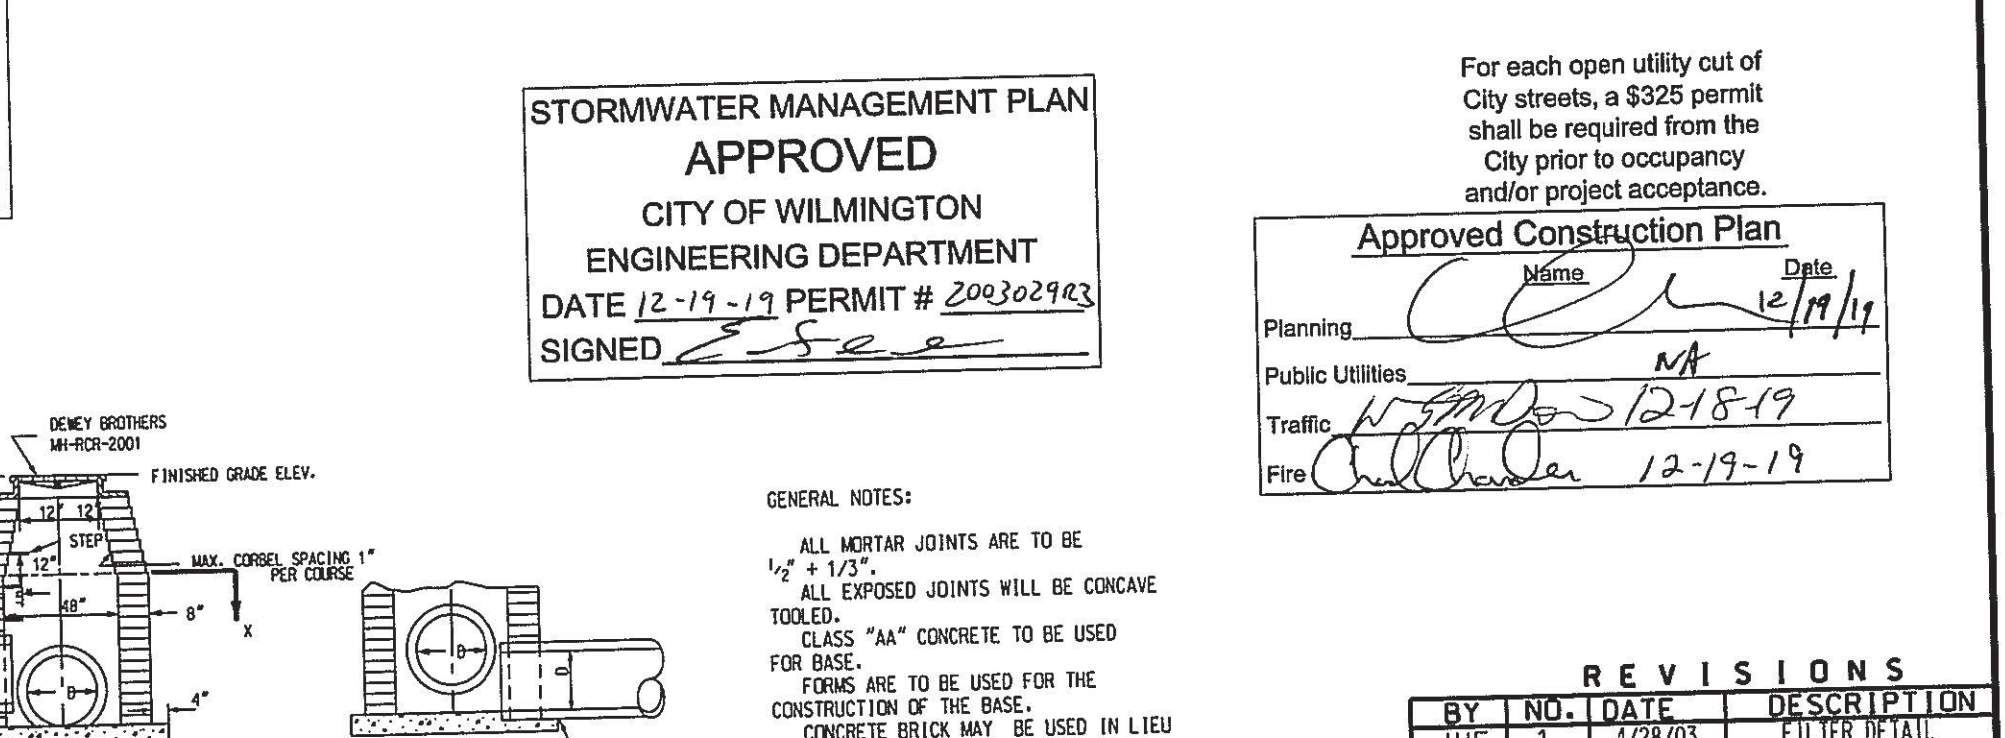 For each open utility cut of
City streets, a $325 permit
shall be required from the
City prior to occupancy
and/or project acceptance.
STORMWATER MANAGEMENT PLAN
APPROVED
CITY OF WILMINGTON
ENGINEERING DEPARTMENT
DATE 12-19-19 PERMIT # 2003029R3
SIGNED
Approved Construction Plan
Name Date
Planning 12/19/19
Public Utilities NA
Traffic 12-18-19
Fire 12-19-19
DEWEY BROTHERS
MH-RCR-2001
FINISHED GRADE ELEV.
12" 12"
STEP
12"
MAX. CORBEL SPACING 1"
PER COURSE
48"
8"
X
D
4"
D
D
GENERAL NOTES:
ALL MORTAR JOINTS ARE TO BE
1/2" + 1/3".
ALL EXPOSED JOINTS WILL BE CONCAVE
TOOLED.
CLASS "AA" CONCRETE TO BE USED
FOR BASE.
FORMS ARE TO BE USED FOR THE
CONSTRUCTION OF THE BASE.
CONCRETE BRICK MAY BE USED IN LIEU
REVISIONS
BY NO. DATE DESCRIPTION
1 4/28/03 FILTER DETAIL